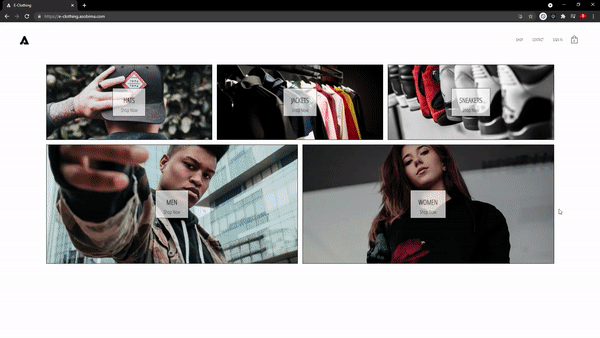 E-Clothing
https://e-clothing.asobimo.com
SHOP
CONTACT
SIGN IN
HATS
Shop Now
JACKETS
Shop Now
SNEAKERS
Shop Now
MEN
Shop Now
WOMEN
Shop Now